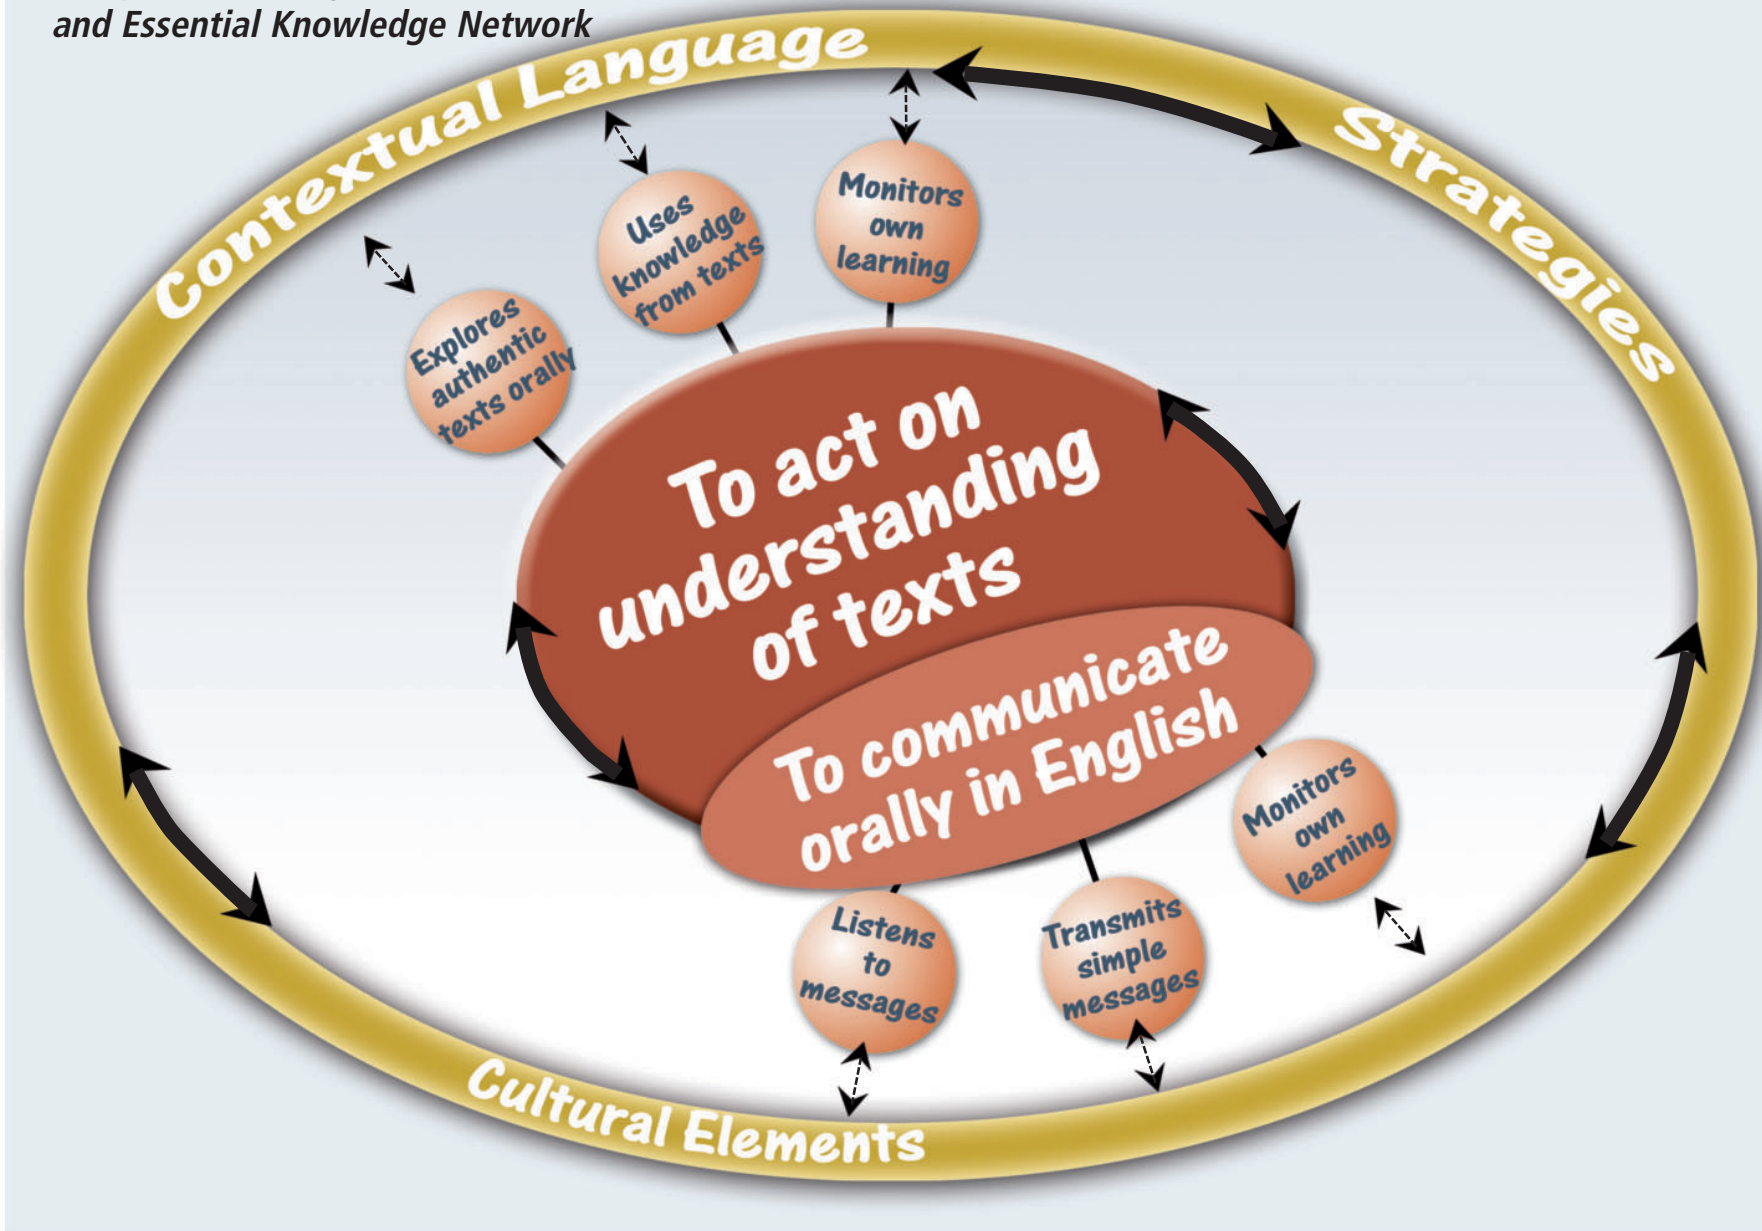 and Essential Knowledge Network
Contextual Language
Strategies
Monitors
own
learning
Uses
knowledge
from texts
Explores
authentic
texts orally
To act on
understanding
of texts
To communicate
orally in English
Monitors
own
learning
Listens
to
messages
Transmits
simple
messages
Cultural Elements